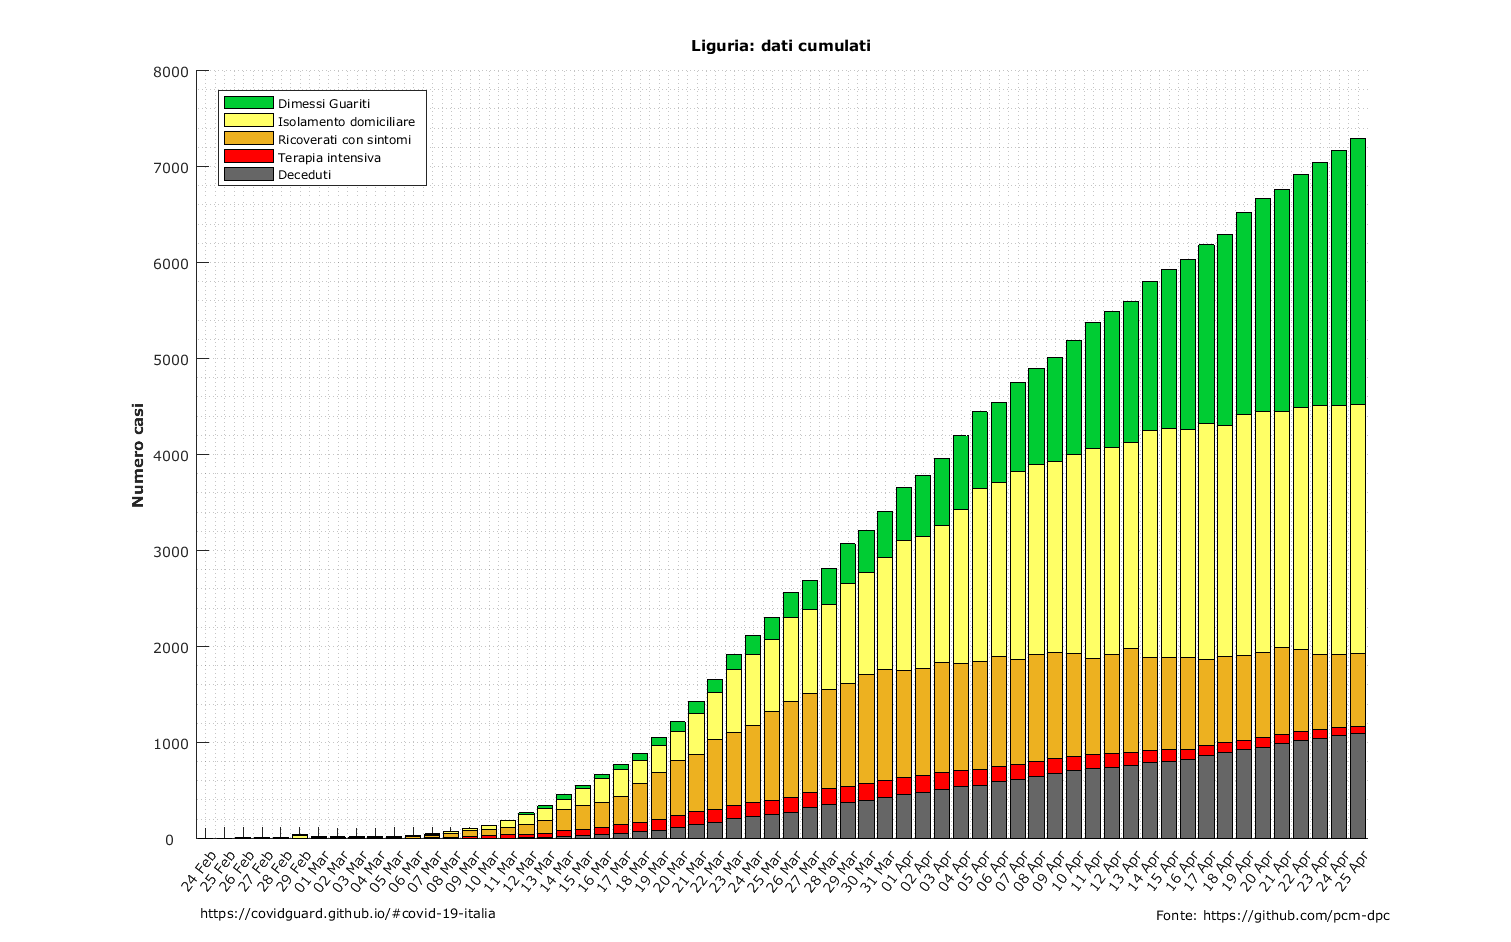 Liguria: dati cumulati
8000
7000
6000
5000
4000
3000
2000
1000
0
Numero casi
Dimessi Guariti
Isolamento domiciliare
Ricoverati con sintomi
Terapia intensiva
Deceduti
24 Feb
25 Feb
26 Feb
27 Feb
28 Feb
29 Feb
01 Mar
02 Mar
03 Mar
04 Mar
05 Mar
06 Mar
07 Mar
08 Mar
09 Mar
10 Mar
11 Mar
12 Mar
13 Mar
14 Mar
15 Mar
16 Mar
17 Mar
18 Mar
19 Mar
20 Mar
21 Mar
22 Mar
23 Mar
24 Mar
25 Mar
26 Mar
27 Mar
28 Mar
29 Mar
30 Mar
31 Mar
01 Apr
02 Apr
03 Apr
04 Apr
05 Apr
06 Apr
07 Apr
08 Apr
09 Apr
10 Apr
11 Apr
12 Apr
13 Apr
14 Apr
15 Apr
16 Apr
17 Apr
18 Apr
19 Apr
20 Apr
21 Apr
22 Apr
23 Apr
24 Apr
25 Apr
https://covidguard.github.io/#covid-19-italia
Fonte: https://github.com/pcm-dpc